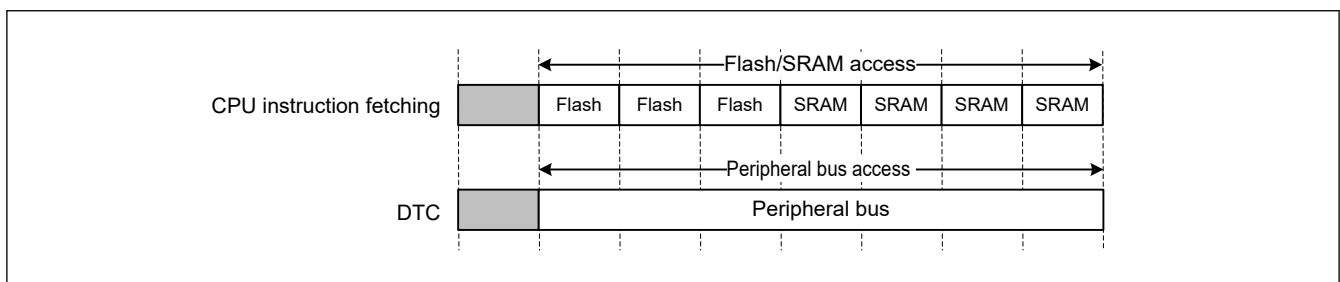 Flash/SRAM access
CPU instruction fetching Flash Flash Flash SRAM SRAM SRAM SRAM
Peripheral bus access
DTC Peripheral bus